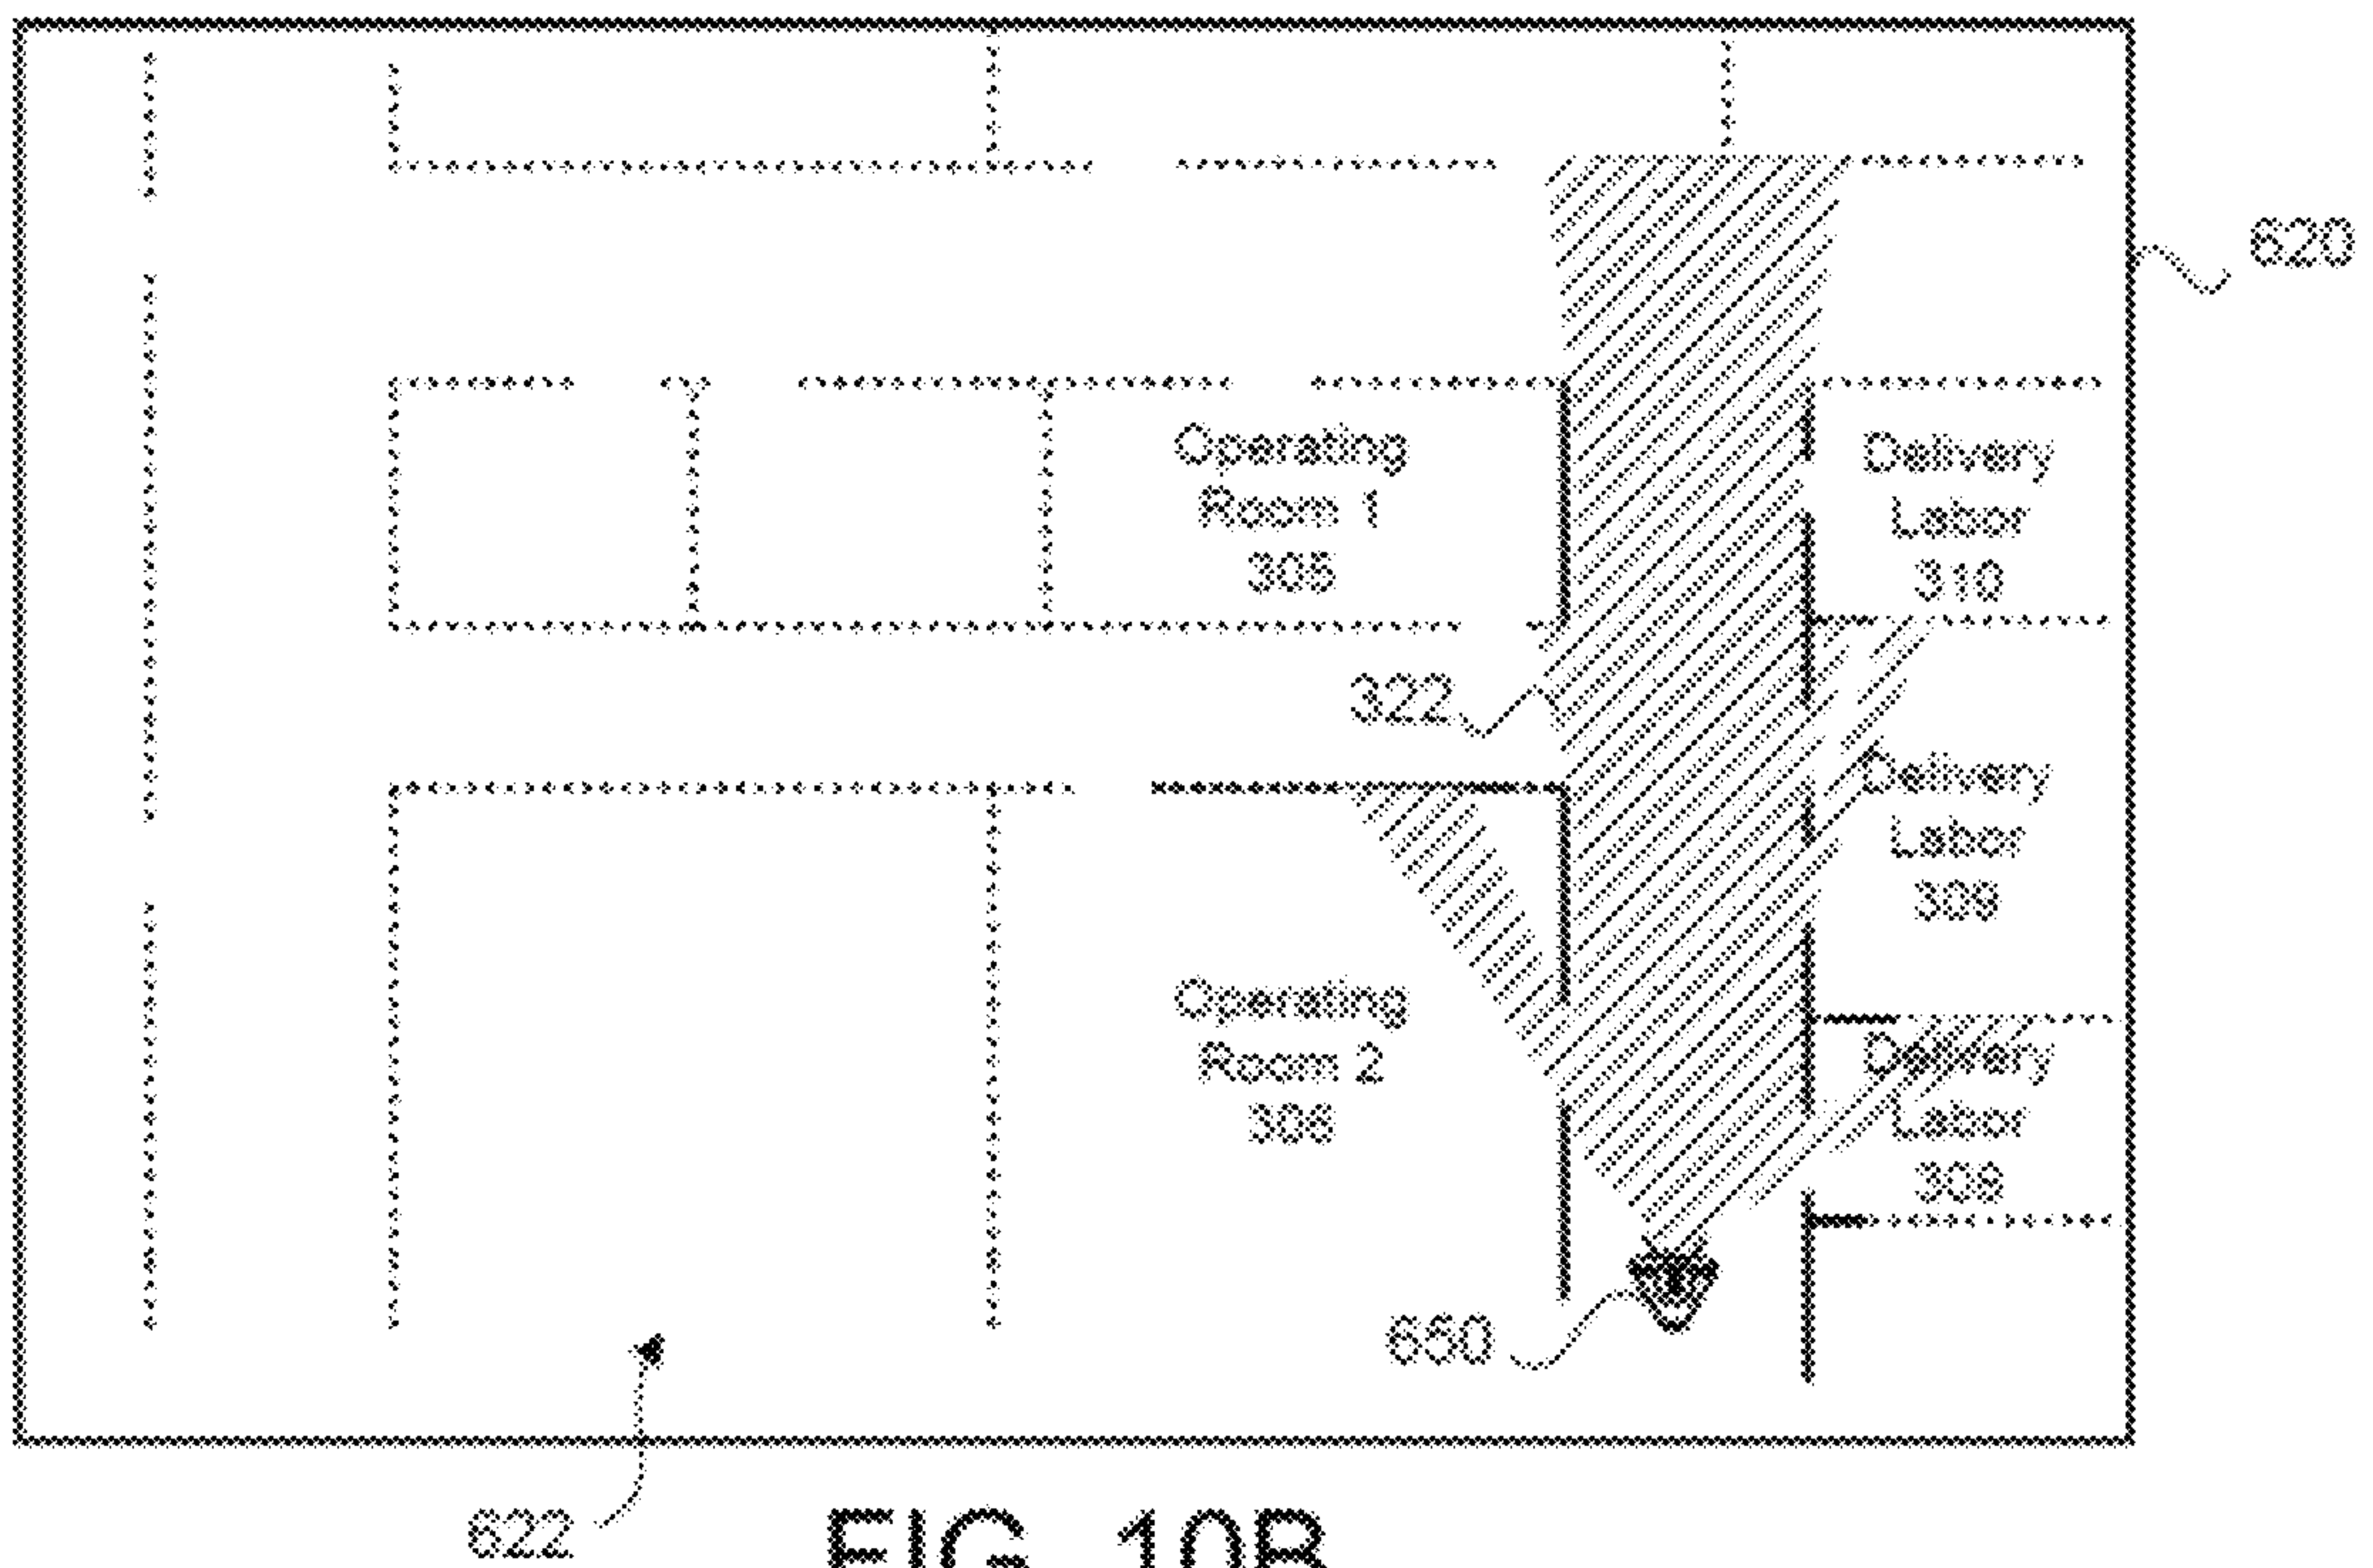 620
Operating
Room 1
305
Delivery
Labor
310
322
Delivery
Labor
309
Operating
Room 2
306
Delivery
Labor
309
650
622
FIG. 10B